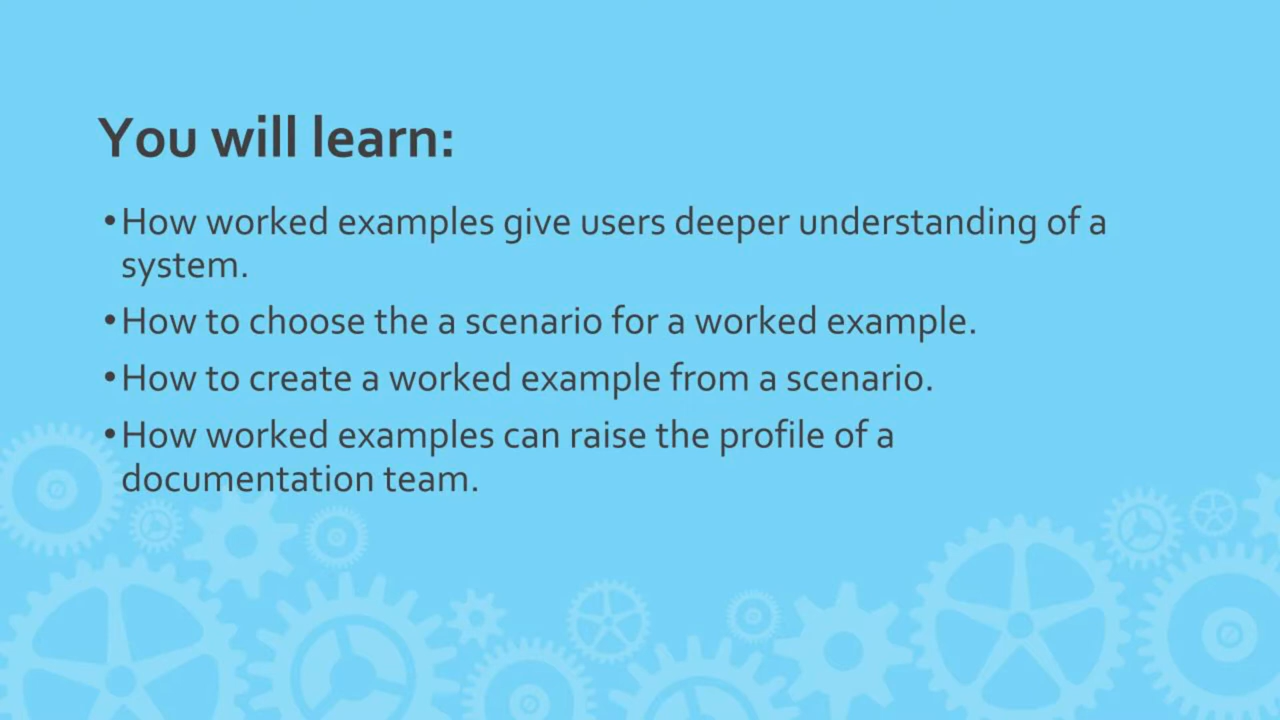 You will learn:
•How worked examples give users deeper understanding of a
system.
•How to choose the a scenario for a worked example.
•How to create a worked example from a scenario.
•How worked examples can raise the profile of a
documentation team.